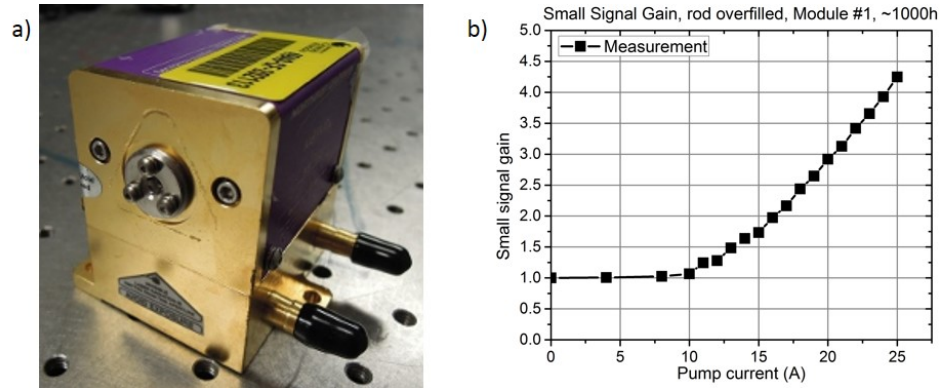 a)
b)
Small Signal Gain, rod overfilled, Module #1, ~1000h
5.0
4.5
4.0
3.5
3.0
2.5
2.0
1.5
1.0
0.5
0.0
Small signal gain
Measurement
0
5
10
15
20
25
Pump current (A)